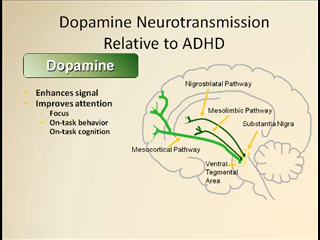 Dopamine Neurotransmission
Relative to ADHD
Dopamine
Enhances signal
Improves attention
– Focus
– On-task behavior
– On-task cognition
Nigrostriatal Pathway
Mesolimbic Pathway
Substantia Nigra
Mesocortical Pathway
Ventral
Tegmental
Area